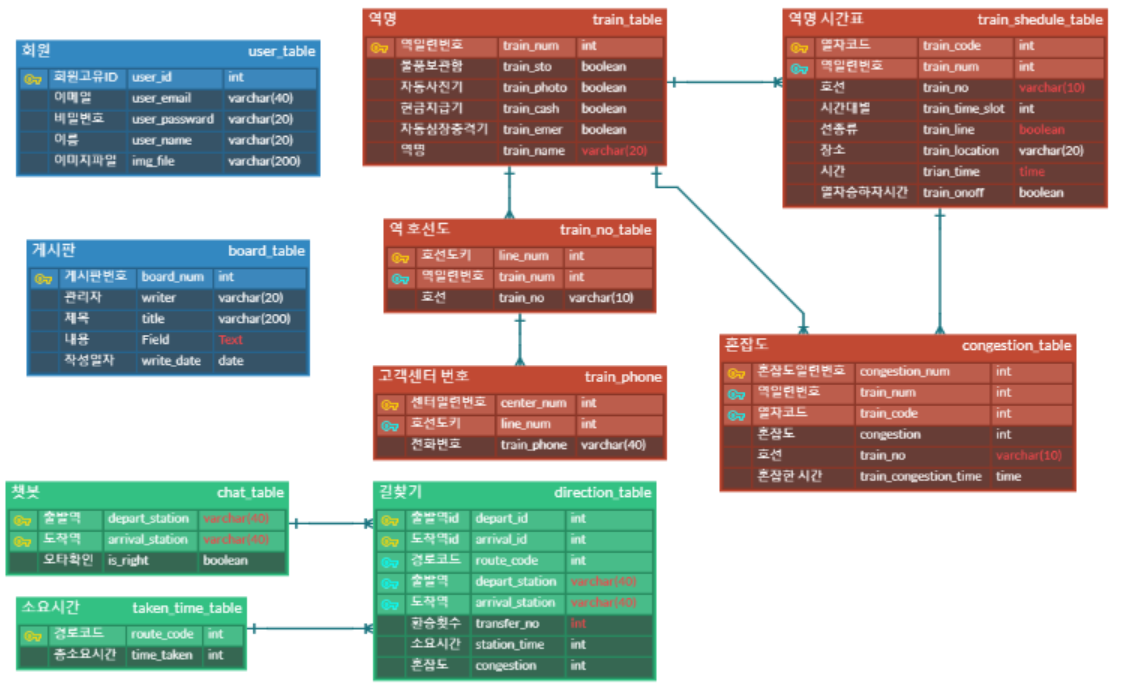 회원 user_table
회원고유ID user_id int
이메일 user_email varchar(40)
비밀번호 user_passward varchar(20)
이름 user_name varchar(20)
이미지파일 img_file varchar(200)
게시판 board_table
게시판번호 board_num int
관리자 writer varchar(20)
제목 title varchar(200)
내용 Field Text
작성일자 write_date date
역명 train_table
역일련번호 train_num int
물품보관함 train_sto boolean
자동사진기 train_photo boolean
현금지급기 train_cash boolean
자동심장충격기 train_emer boolean
역명 train_name varchar(20)
역명 시간표 train_shedule_table
열차코드 train_code int
역일련번호 train_num int
호선 train_no varchar(10)
시간대별 train_time_slot int
선종류 train_line boolean
장소 train_location varchar(20)
시간 trian_time time
열차승하차시간 train_onoff boolean
역 호선도 train_no_table
호선도키 line_num int
역일련번호 train_num int
호선 train_no varchar(10)
고객센터 번호 train_phone
센터일련번호 center_num int
호선도키 line_num int
전화번호 train_phone varchar(40)
혼잡도 congestion_table
혼잡도일련번호 congestion_num int
역일련번호 train_num int
열차코드 train_code int
혼잡도 congestion int
호선 train_no varchar(10)
혼잡한 시간 train_congestion_time time
챗봇 chat_table
출발역 depart_station varchar(40)
도착역 arrival_station varchar(40)
오타확인 is_right boolean
소요시간 taken_time_table
경로코드 route_code int
총소요시간 time_taken int
길찾기 direction_table
출발역id depart_id int
도착역id arrival_id int
경로코드 route_code int
출발역 depart_station varchar(40)
도착역 arrival_station varchar(40)
환승횟수 transfer_no int
소요시간 station_time int
혼잡도 congestion int